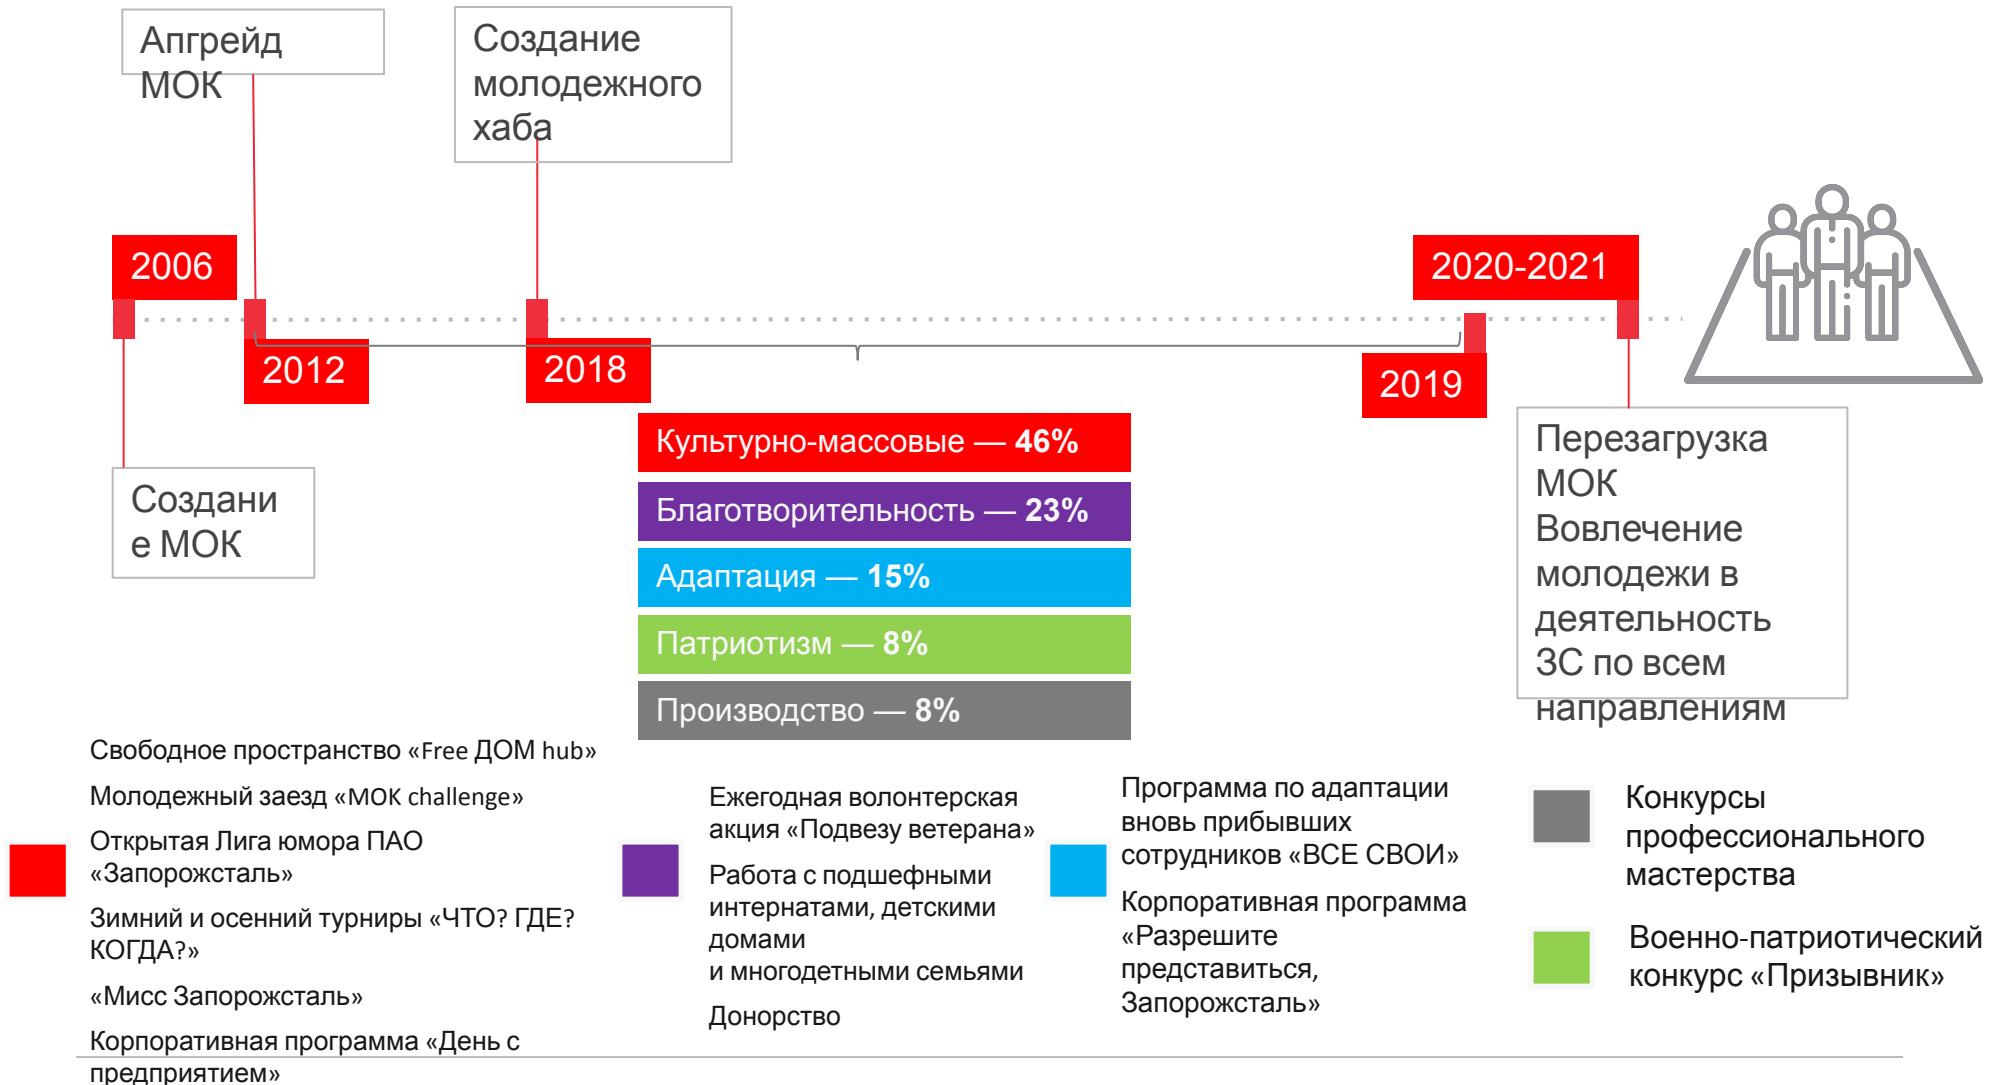 Апгрейд
МОК
Создание
молодежного
хаба
2006
2020-2021
2012
2018
2019
Создани
е МОК
Культурно-массовые — 46%
Благотворительность — 23%
Адаптация — 15%
Патриотизм — 8%
Производство — 8%
Перезагрузка
МОК
Вовлечение
молодежи в
деятельность
ЗС по всем
направлениям
Свободное пространство «Free ДОМ hub»
Молодежный заезд «МОК challenge»
Открытая Лига юмора ПАО
«Запорожсталь»
Зимний и осенний турниры «ЧТО? ГДЕ?
КОГДА?»
«Мисс Запорожсталь»
Корпоративная программа «День с
предприятием»
Ежегодная волонтерская
акция «Подвезу ветерана»
Работа с подшефными
интернатами, детскими
домами
и многодетными семьями
Донорство
Программа по адаптации
вновь прибывших
сотрудников «ВСЕ СВОИ»
Корпоративная программа
«Разрешите
представиться,
Запорожсталь»
Конкурсы
профессионального
мастерства
Военно-патриотический
конкурс «Призывник»